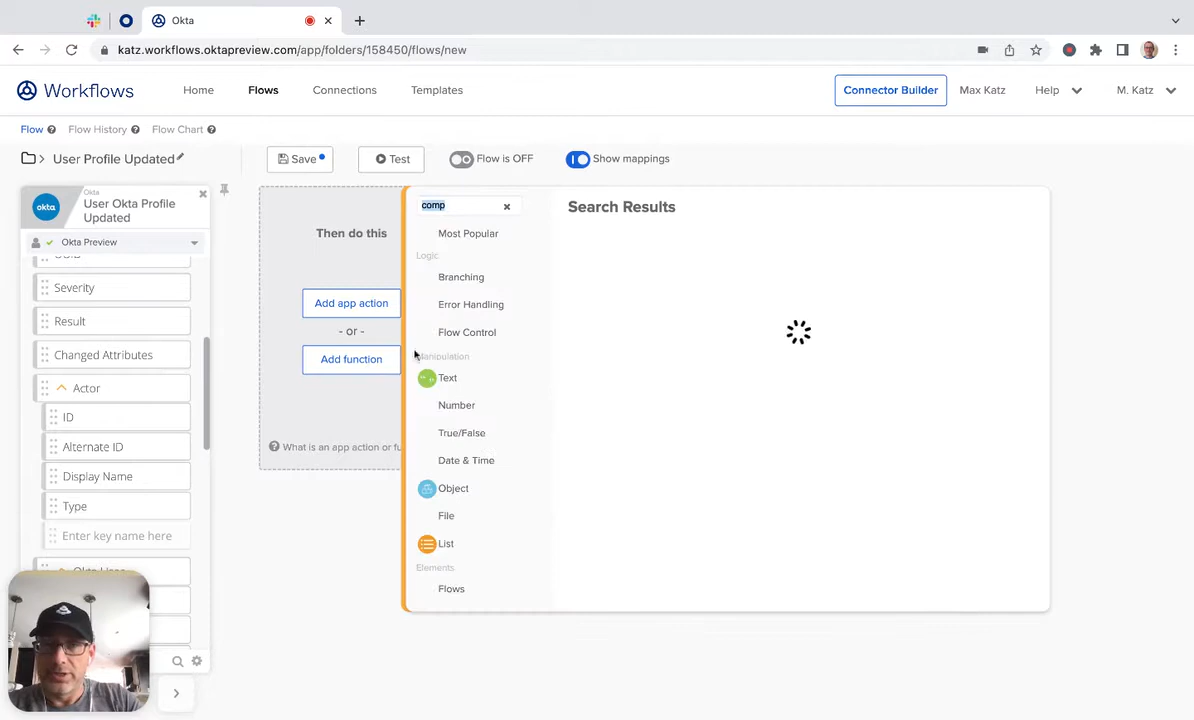 Okta
katz.workflows.oktapreview.com/app/folders/158450/flows/new
Workflows
Home
Flows
Connections
Templates
Connector Builder
Max Katz
Help
M. Katz
Flow
Flow History
Flow Chart
User Profile Updated
Save
Test
Flow is OFF
Show mappings
okta
Okta
User Okta Profile
Updated
Okta Preview
Severity
Result
Changed Attributes
Actor
ID
Alternate ID
Display Name
Type
Enter key name here
Then do this
Add app action
- or -
Add function
What is an app action or fu
comp
Most Popular
Logic
Branching
Error Handling
Flow Control
Manipulation
Text
Number
True/False
Date & Time
Object
File
List
Elements
Flows
Search Results